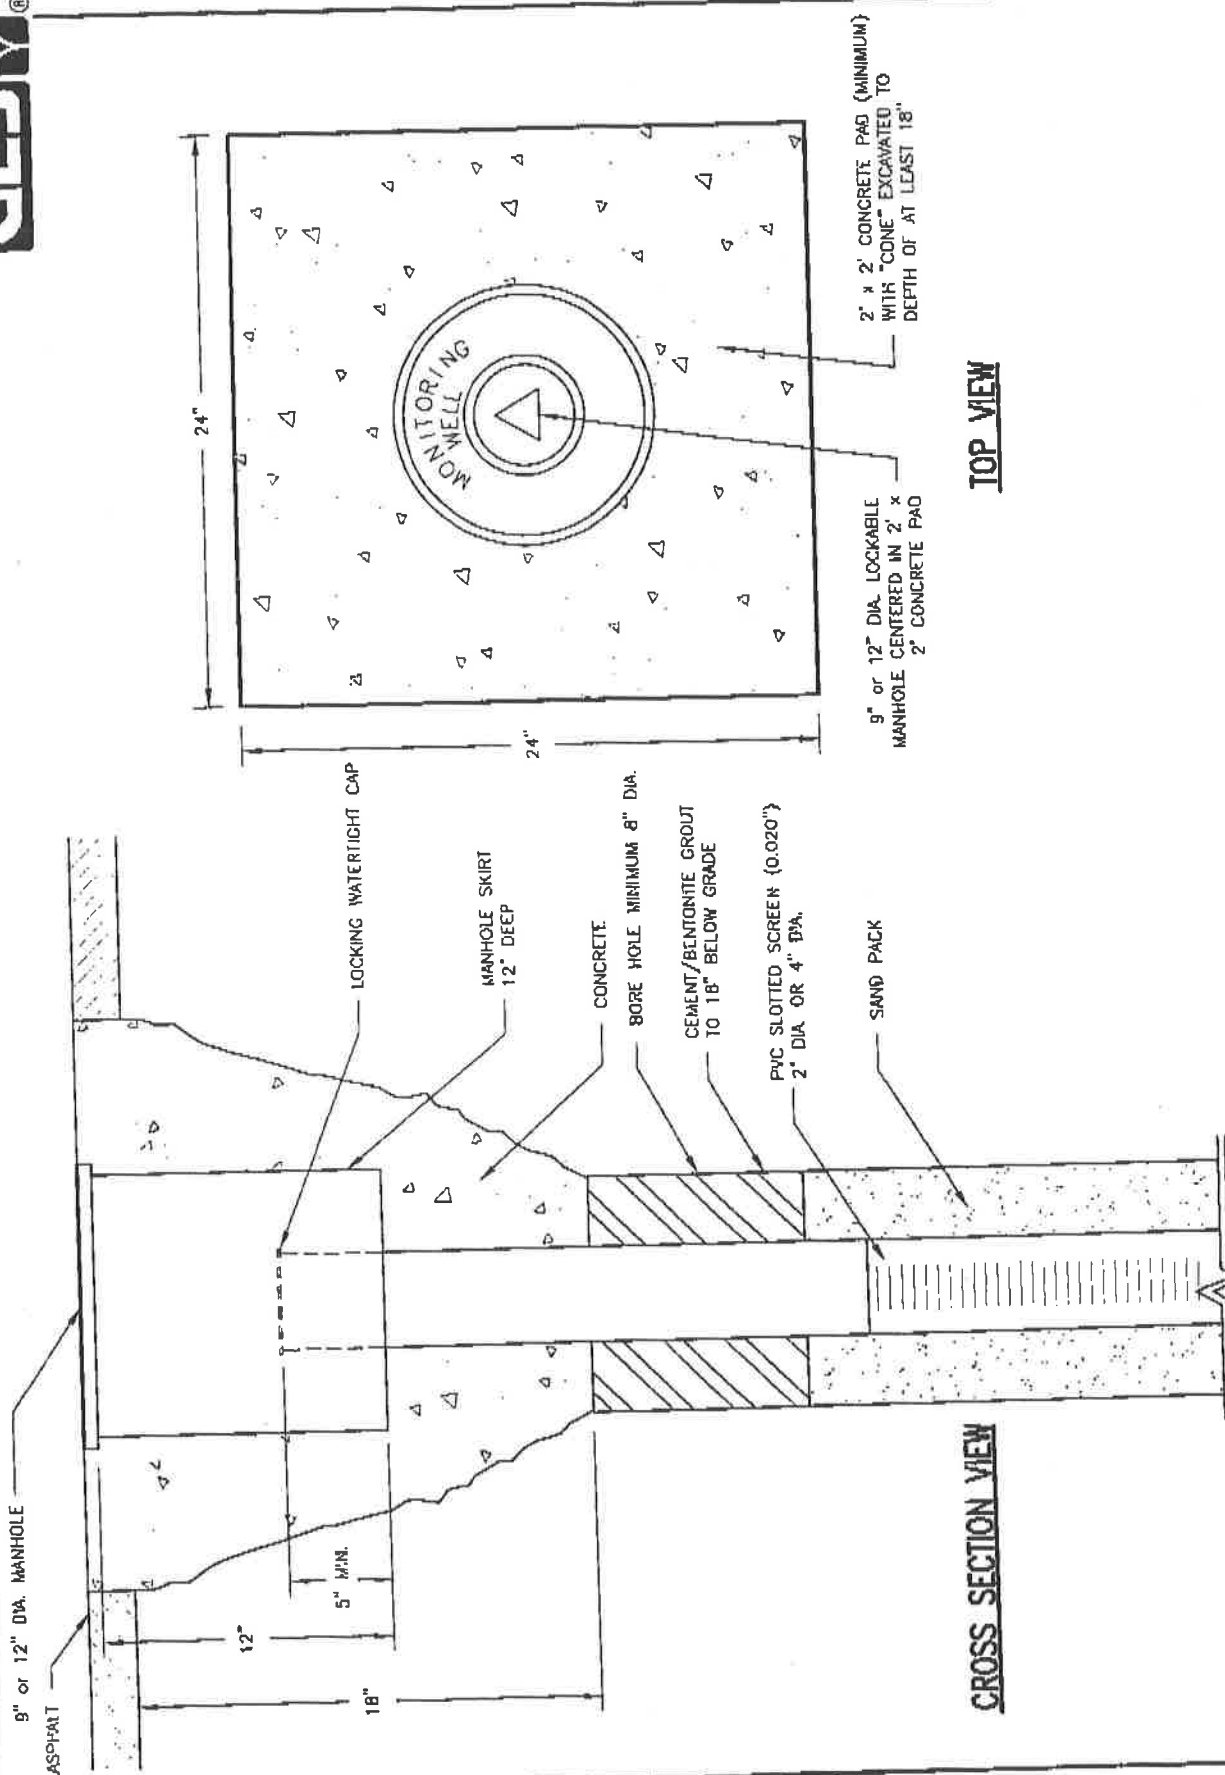 9" or 12" DIA. MANHOLE
ASPHALT
LOCKING WATERTIGHT CAP
MANHOLE SKIRT
12" DEEP
CONCRETE
BORE HOLE MINIMUM 8" DIA.
CEMENT/BENTONITE GROUT
TO 18" BELOW GRADE
PVC SLOTTED SCREEN (0.020")
2" DIA OR 4" DIA.
SAND PACK
5" MIN.
12"
18"
CROSS SECTION VIEW
24"
24"
MONITORING
WELL
9" or 12" DIA. LOCKABLE
MANHOLE CENTERED IN 2' x
2' CONCRETE PAD
2' x 2' CONCRETE PAD (MINIMUM)
WITH "CONE" EXCAVATED TO
DEPTH OF AT LEAST 18"
TOP VIEW